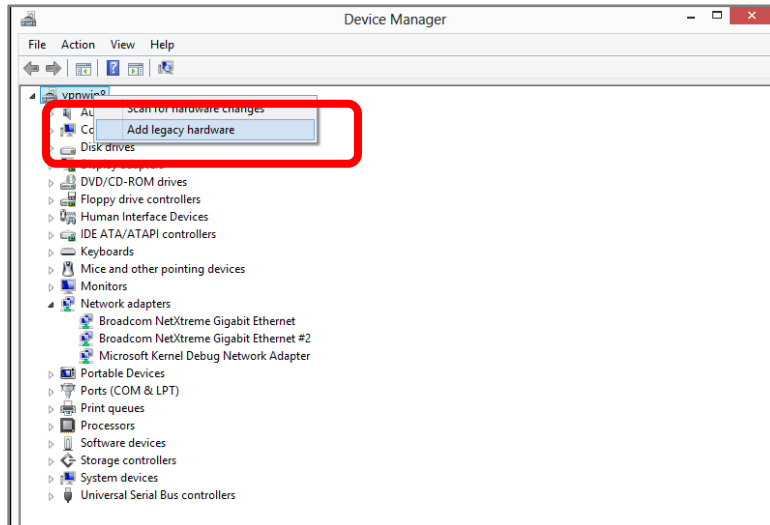 Device Manager
File Action View Help
vpnwin8
Scan for hardware changes
Add legacy hardware
Disk drives
Display adapters
DVD/CD-ROM drives
Floppy drive controllers
Human Interface Devices
IDE ATA/ATAPI controllers
Keyboards
Mice and other pointing devices
Monitors
Network adapters
Broadcom NetXtreme Gigabit Ethernet
Broadcom NetXtreme Gigabit Ethernet #2
Microsoft Kernel Debug Network Adapter
Portable Devices
Ports (COM & LPT)
Print queues
Processors
Software devices
Storage controllers
System devices
Universal Serial Bus controllers